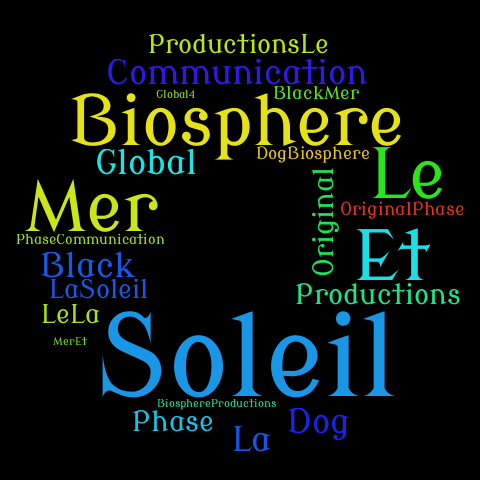 ProductionsLe
Communication
Global4
BlackMer
Biosphere
DogBiosphere
Global
Le
Original
Mer
OriginalPhase
PhaseCommunication
Et
Black
LaSoleil
Productions
LeLa
Soleil
MerEt
BiosphereProductions
Phase
Dog
La